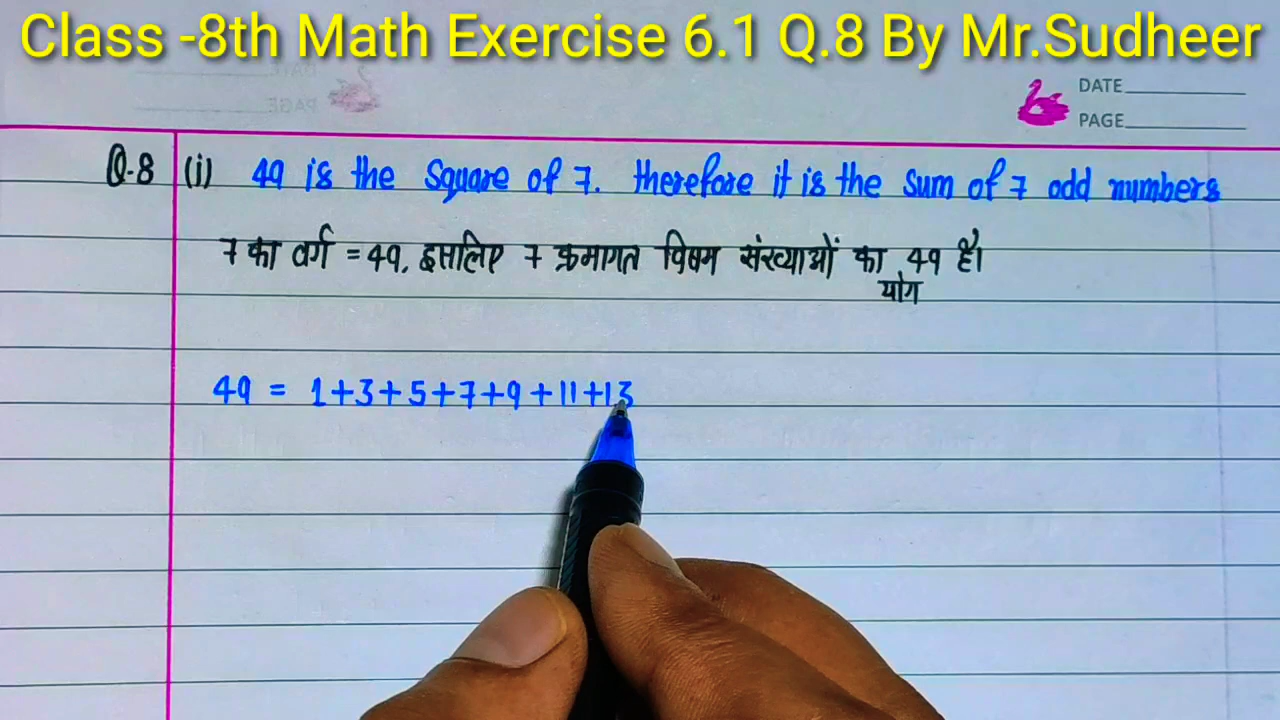 Class -8th Math Exercise 6.1 Q.8 By Mr.Sudheer
DATE
PAGE
Q.8 (i) 49 is the square of 7. therefore it is the sum of 7 odd numbers
7 का वर्ग = 49. इसलिए 7 क्रमागत विषम संख्याओं का योग 49 है।
49 = 1+3+5+7+9+11+13